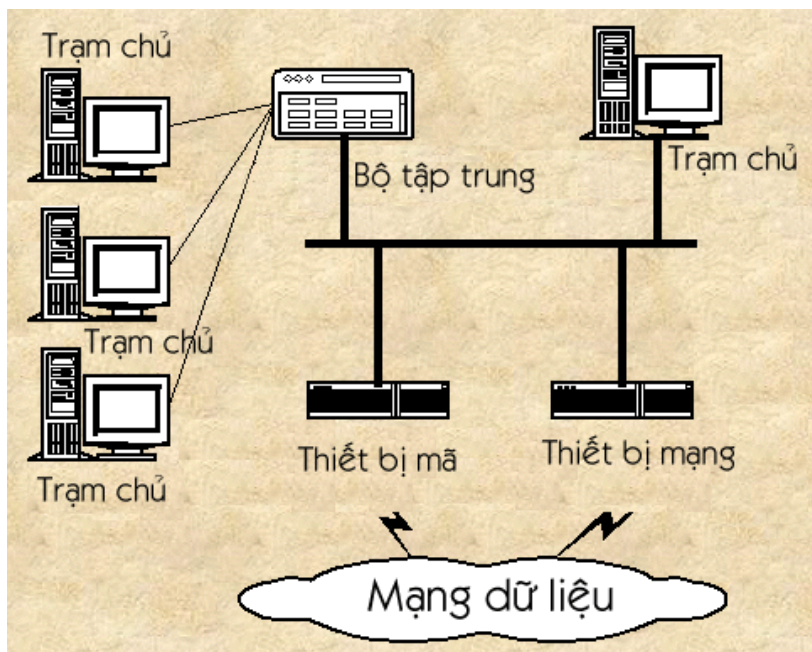 Trạm chủ
Bộ tập trung
Trạm chủ
Trạm chủ
Trạm chủ
Thiết bị mã
Thiết bị mạng
Mạng dữ liệu